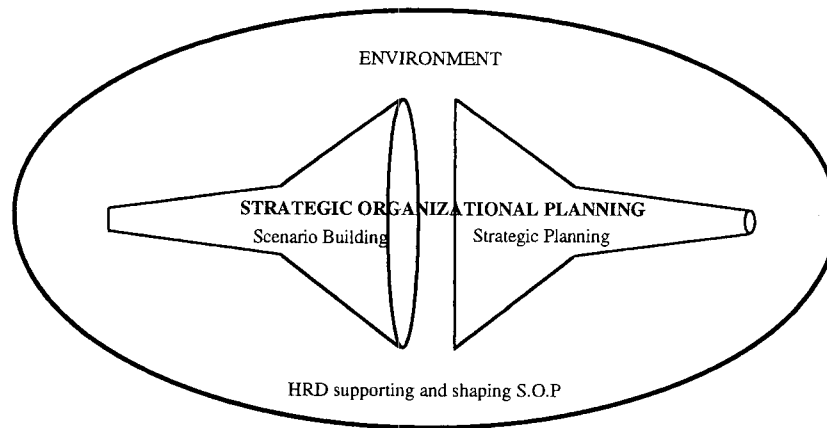 ENVIRONMENT
STRATEGIC ORGANIZATIONAL PLANNING
Scenario Building Strategic Planning
HRD supporting and shaping S.O.P